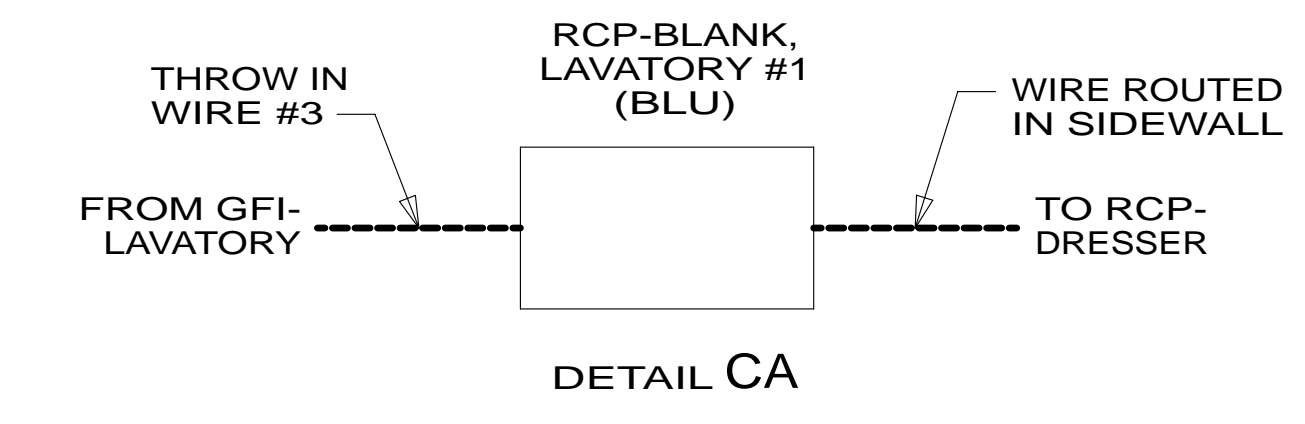 RCP-BLANK,
LAVATORY #1
(BLU)
THROW IN
WIRE #3
WIRE ROUTED
IN SIDEWALL
FROM GFI-
LAVATORY
TO RCP-
DRESSER
DETAIL CA